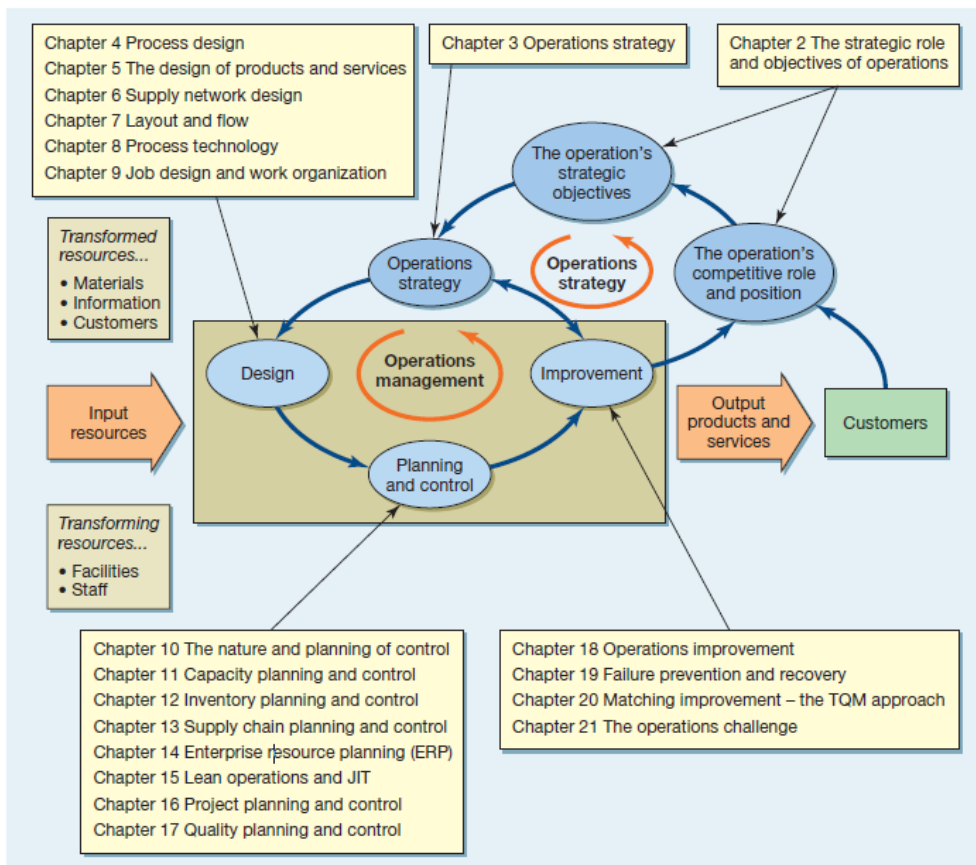 Chapter 4 Process design
Chapter 5 The design of products and services
Chapter 6 Supply network design
Chapter 7 Layout and flow
Chapter 8 Process technology
Chapter 9 Job design and work organization
Chapter 3 Operations strategy
Chapter 2 The strategic role
and objectives of operations
The operation's
strategic
objectives
Transformed
resources...
• Materials
• Information
• Customers
Operations
strategy
Operations
strategy
The operation's
competitive role
and position
Design
Operations
management
Improvement
Input
resources
Output
products and
services
Customers
Planning
and control
Transforming
resources...
• Facilities
• Staff
Chapter 10 The nature and planning of control
Chapter 11 Capacity planning and control
Chapter 12 Inventory planning and control
Chapter 13 Supply chain planning and control
Chapter 14 Enterprise resource planning (ERP)
Chapter 15 Lean operations and JIT
Chapter 16 Project planning and control
Chapter 17 Quality planning and control
Chapter 18 Operations improvement
Chapter 19 Failure prevention and recovery
Chapter 20 Matching improvement – the TQM approach
Chapter 21 The operations challenge